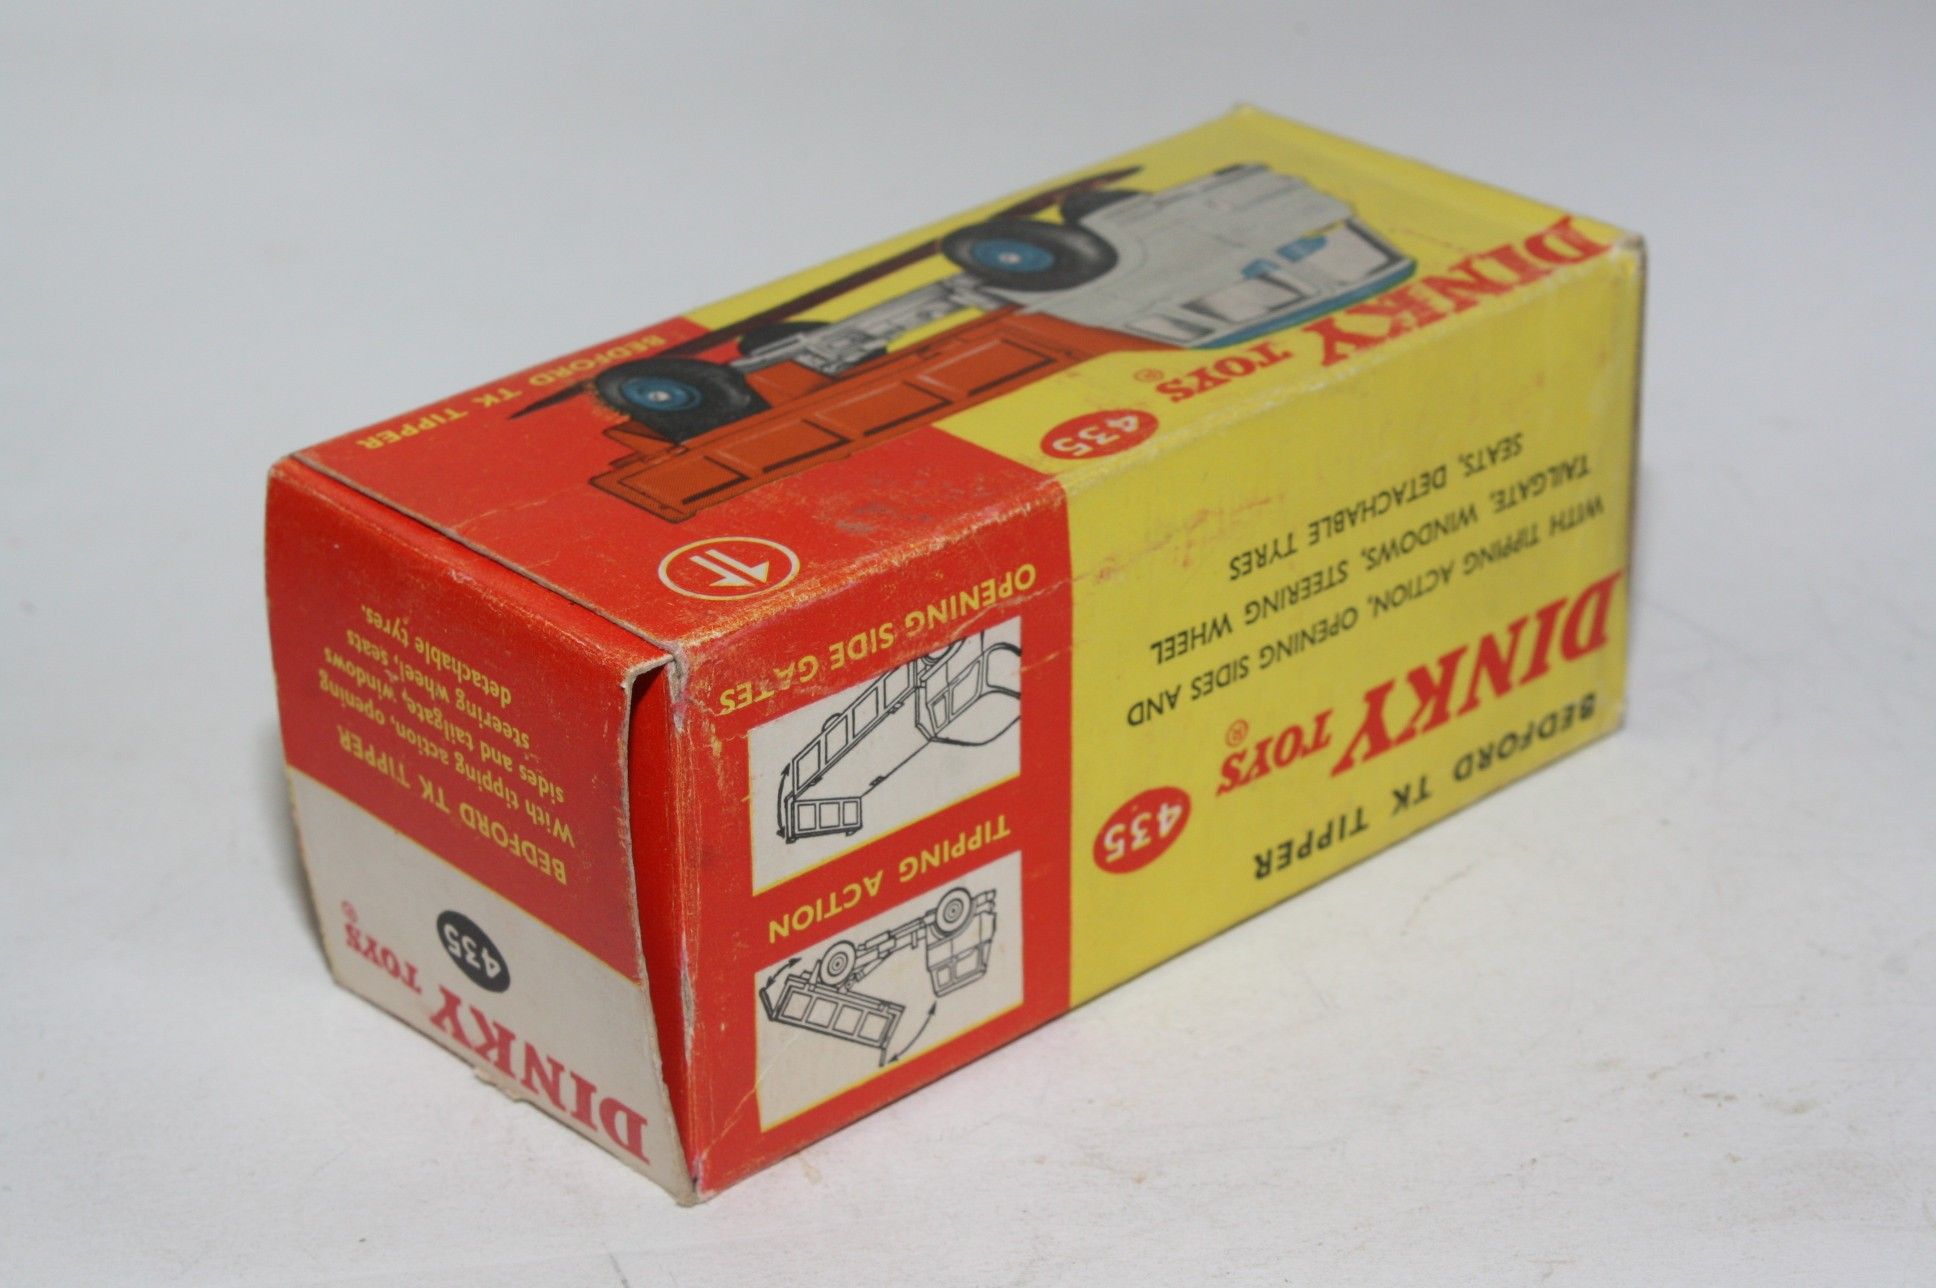 DINKY TOYS®
435
BEDFORD TK TIPPER
BEDFORD TK TIPPER
DINKY TOYS®
435
WITH TIPPING ACTION, OPENING SIDES AND
TAILGATE, WINDOWS, STEERING WHEEL
SEATS, DETACHABLE TYRES
TIPPING ACTION
OPENING SIDE GATES
DINKY TOYS®
435
BEDFORD TK TIPPER
With tipping action, opening
sides and tailgate, windows
steering wheel, seats
detachable tyres.